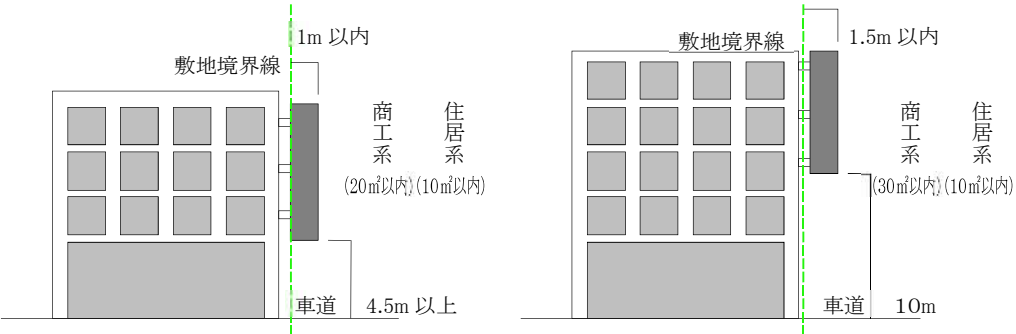 1m 以内
敷地境界線
商工系
住居系
(20㎡以内)
(10㎡以内)
車道
4.5m 以上
1.5m 以内
敷地境界線
商工系
住居系
(30㎡以内)
(10㎡以内)
車道
10m